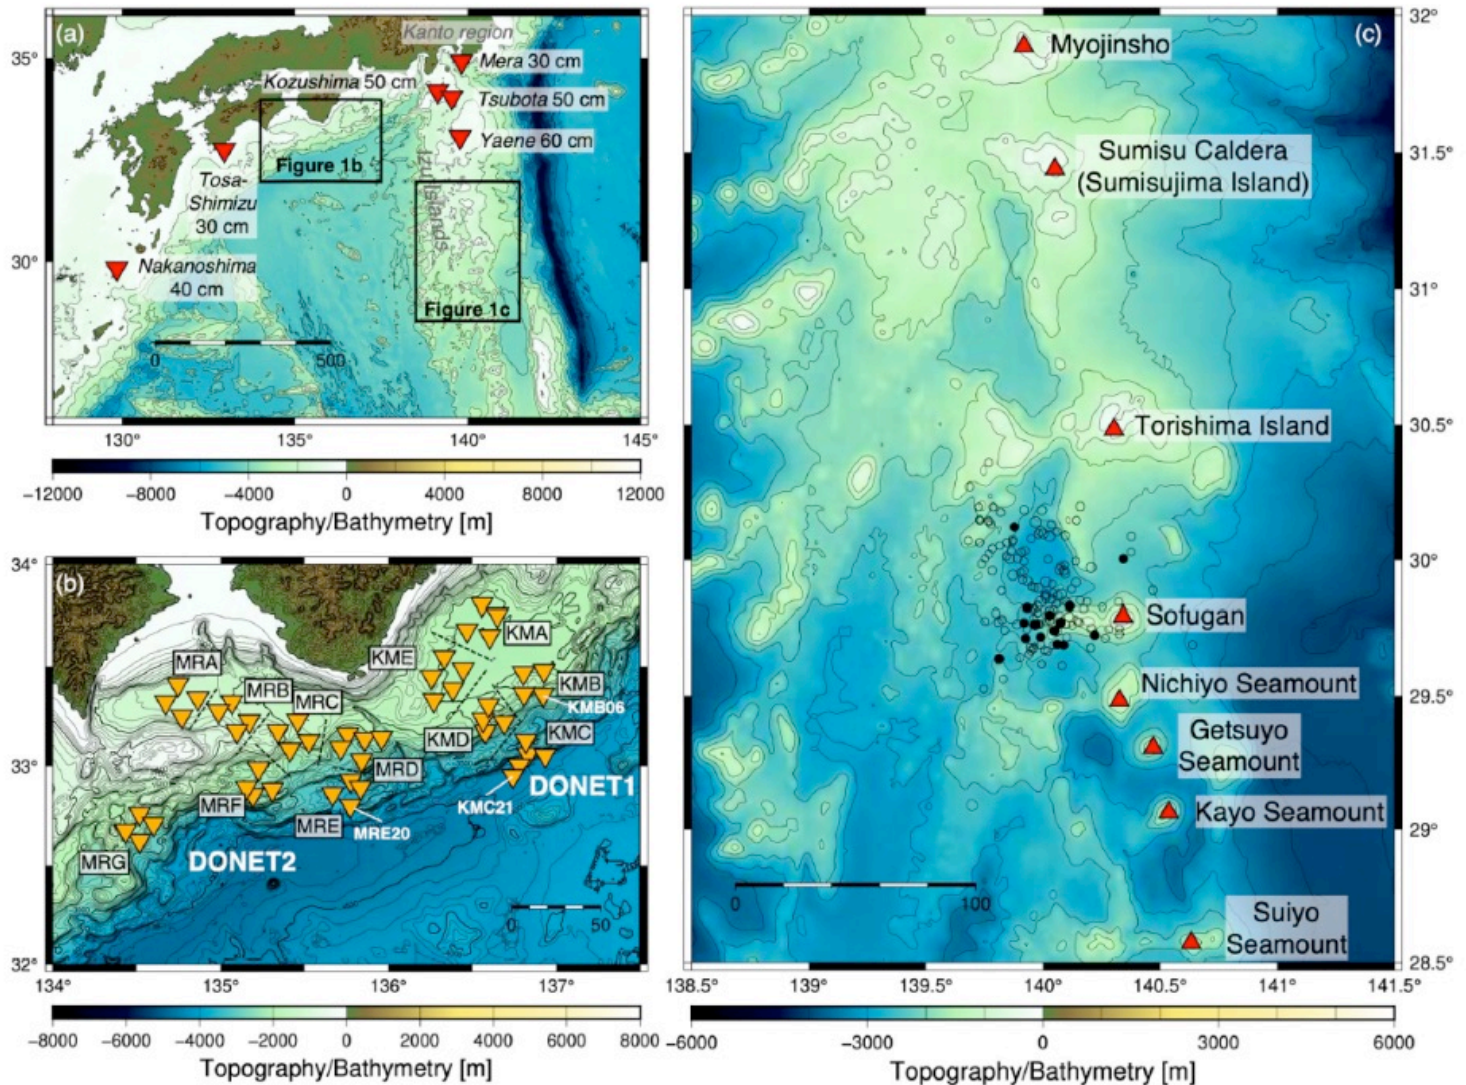 (a)
Kanto region
35°
Mera 30 cm
Kozushima 50 cm
Tsubota 50 cm
Yaene 60 cm
Figure 1b
Izu Islands
Tosa-
Shimizu
30 cm
30°
Nakanoshima
40 cm
Figure 1c
0 500
130° 135° 140° 145°
−12000 −8000 −4000 0 4000 8000 12000
Topography/Bathymetry [m]
34°
(b)
KMA
KME
MRA
MRB
MRC
KMB
KMB06
KMD
KMC
33°
MRD
DONET1
KMC21
MRF
MRE
MRE20
MRG
DONET2
0 50
32°
134° 135° 136° 137°
−8000 −6000 −4000 −2000 0 2000 4000 6000 8000
Topography/Bathymetry [m]
32°
(c)
Myojinsho
31.5°
Sumisu Caldera
(Sumisujima Island)
31°
30.5°
Torishima Island
30°
Sofugan
Nichiyo Seamount
29.5°
Getsuyo
Seamount
Kayo Seamount
29°
0 100
Suiyo
Seamount
28.5°
138.5° 139° 139.5° 140° 140.5° 141° 141.5°
−6000 −3000 0 3000 6000
Topography/Bathymetry [m]